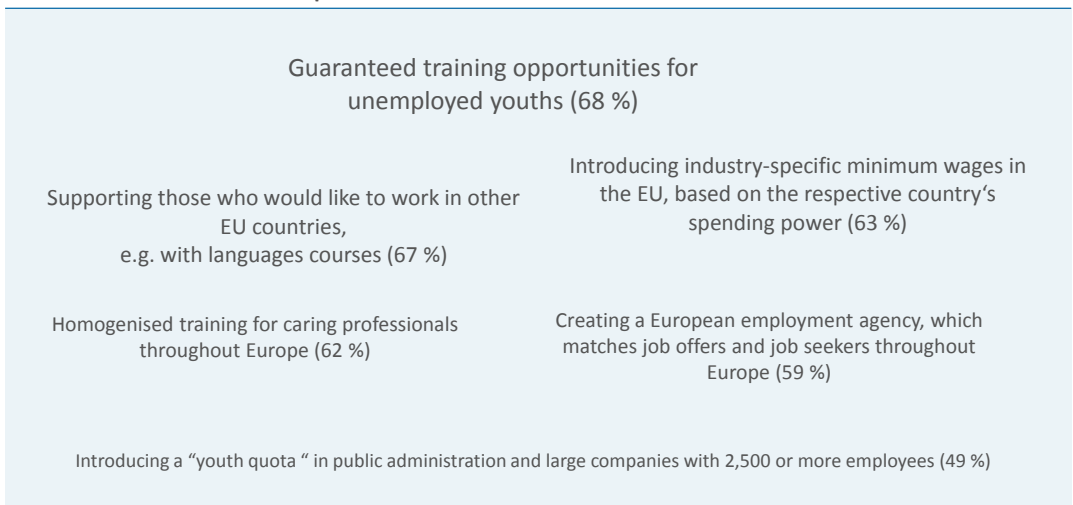 Guaranteed training opportunities for
unemployed youths (68 %)
Supporting those who would like to work in other
EU countries,
e.g. with languages courses (67 %)
Introducing industry-specific minimum wages in
the EU, based on the respective country‘s
spending power (63 %)
Homogenised training for caring professionals
throughout Europe (62 %)
Creating a European employment agency, which
matches job offers and job seekers throughout
Europe (59 %)
Introducing a “youth quota “ in public administration and large companies with 2,500 or more employees (49 %)